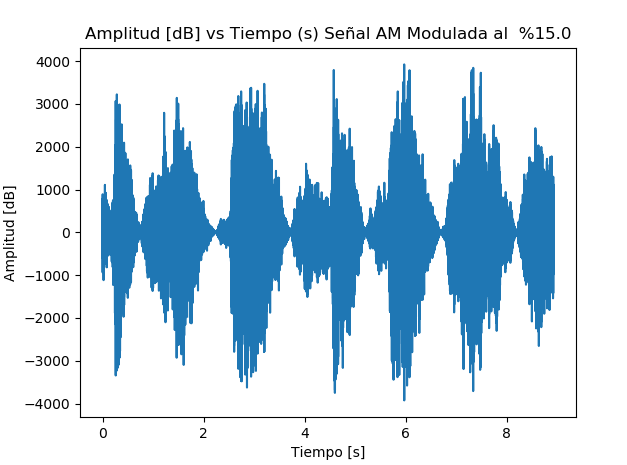 Amplitud [dB] vs Tiempo (s) Señal AM Modulada al  %15.0
4000
3000
2000
1000
0
−1000
−2000
−3000
−4000
Amplitud [dB]
0 2 4 6 8
Tiempo [s]